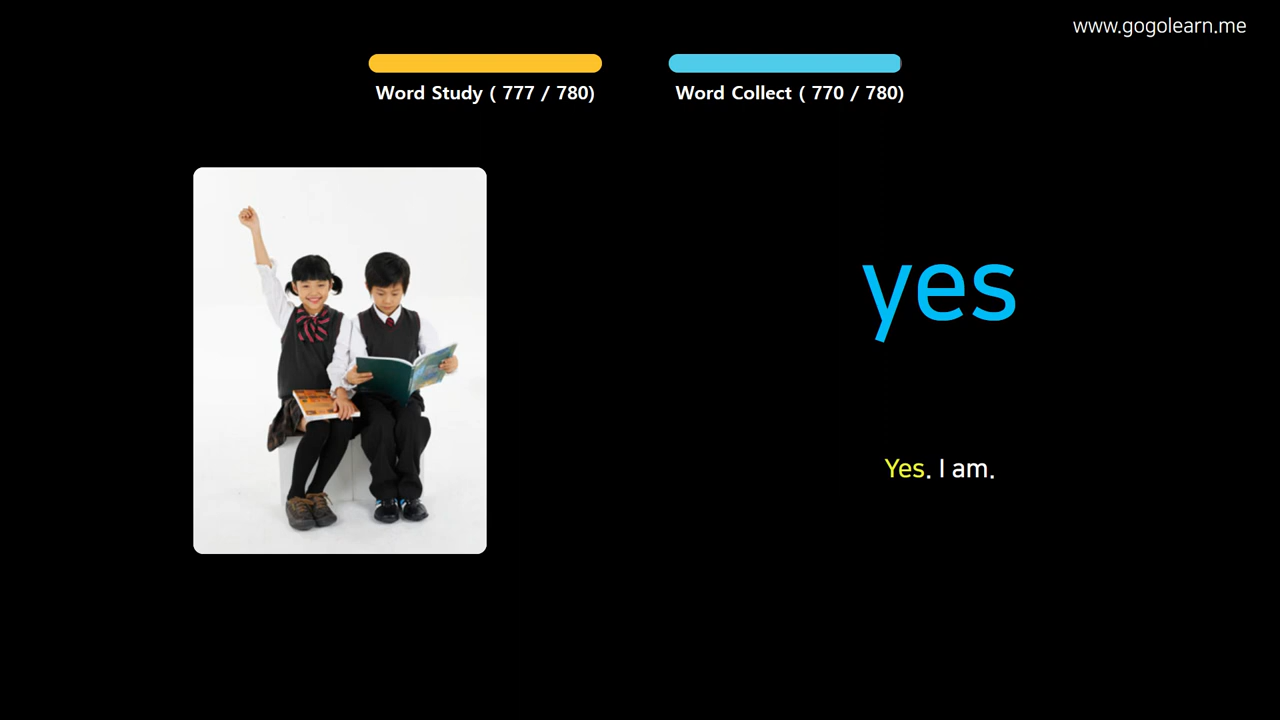 www.gogolearn.me
Word Study ( 777 / 780)
Word Collect ( 770 / 780)
yes
Yes. I am.